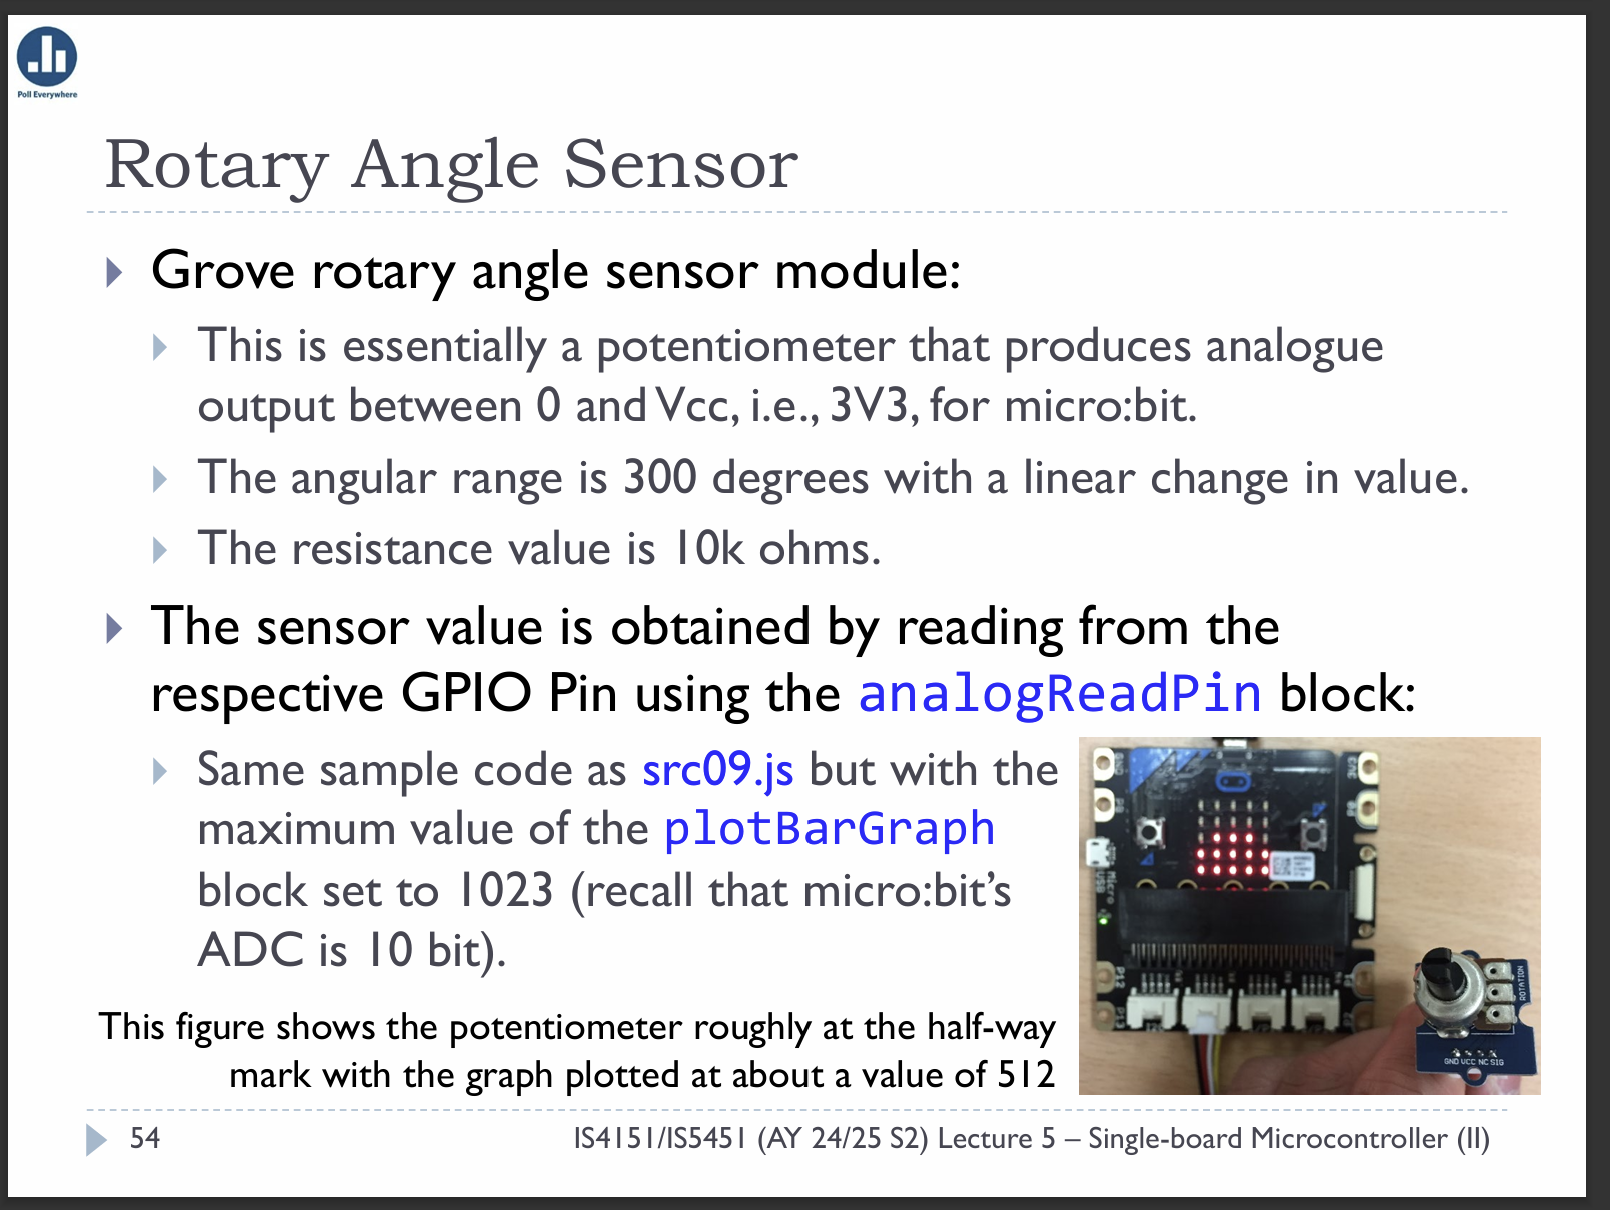 Poll Everywhere
Rotary Angle Sensor
Grove rotary angle sensor module:
This is essentially a potentiometer that produces analogue
output between 0 and Vcc, i.e., 3V3, for micro:bit.
The angular range is 300 degrees with a linear change in value.
The resistance value is 10k ohms.
The sensor value is obtained by reading from the
respective GPIO Pin using the analogReadPin block:
Same sample code as src09.js but with the
maximum value of the plotBarGraph
block set to 1023 (recall that micro:bit’s
ADC is 10 bit).
This figure shows the potentiometer roughly at the half-way
mark with the graph plotted at about a value of 512
ROTATION
GND VCC NC SIG
54
IS4151/IS5451 (AY 24/25 S2) Lecture 5 – Single-board Microcontroller (II)